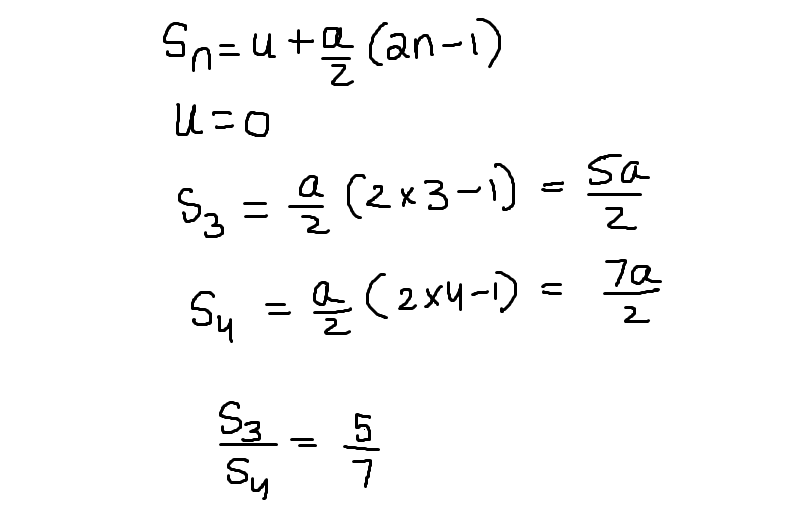 Sn = u + a/2 (2n-1)
u = 0
S3 = a/2 (2×3-1) = 5a/2
S4 = a/2 (2×4-1) = 7a/2
S3/S4 = 5/7